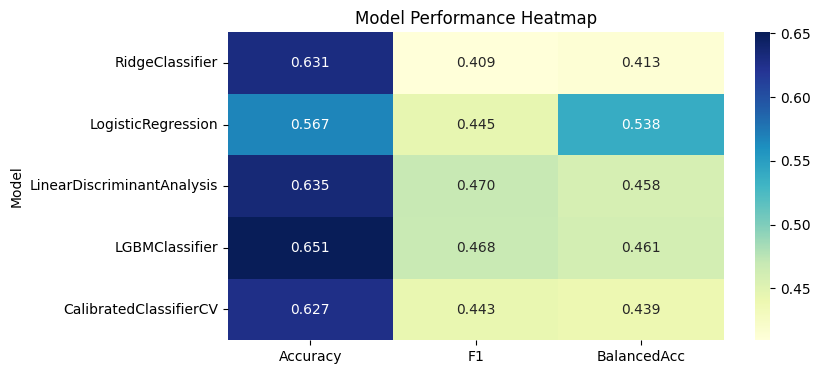 Model Performance Heatmap
Model
RidgeClassifier 0.631 0.409 0.413
LogisticRegression 0.567 0.445 0.538
LinearDiscriminantAnalysis 0.635 0.470 0.458
LGBMClassifier 0.651 0.468 0.461
CalibratedClassifierCV 0.627 0.443 0.439
Accuracy F1 BalancedAcc
0.65
0.60
0.55
0.50
0.45